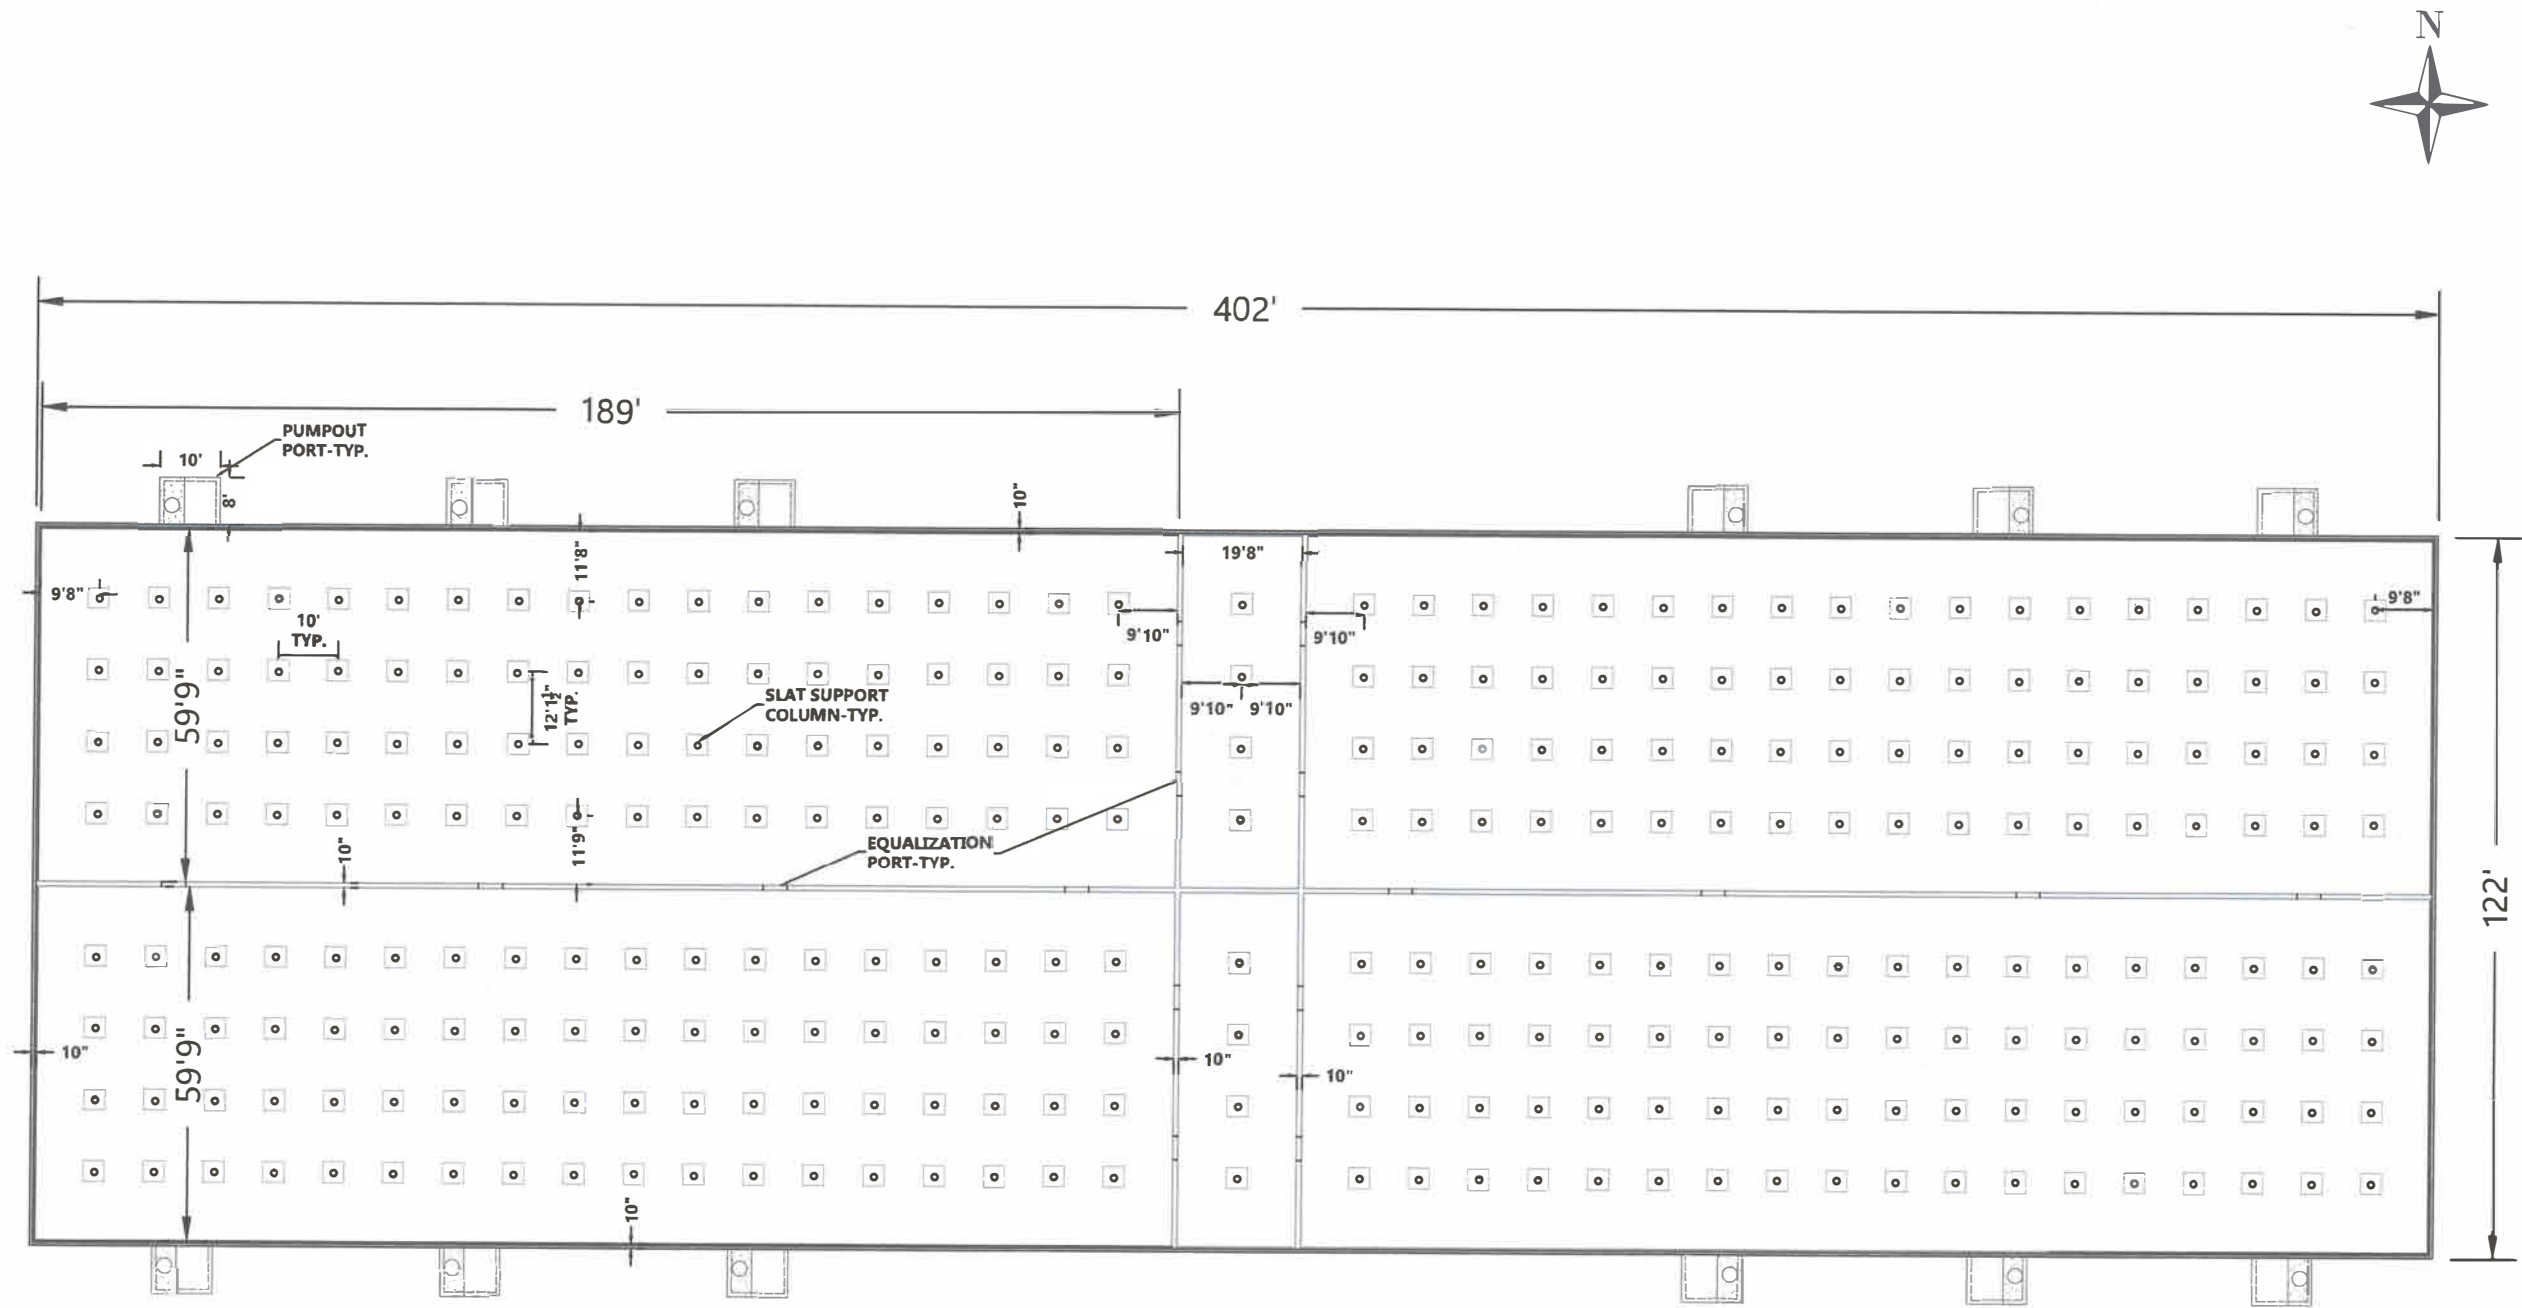 N
402'
189'
PUMPOUT
PORT-TYP.
10'
8'
10"
11'8"
19'8"
9'8"
9'8"
10'
TYP.
9'10"
9'10"
59'9"
12'1½"
TYP.
SLAT SUPPORT
COLUMN-TYP.
9'10" 9'10"
11'9"
10"
EQUALIZATION
PORT-TYP.
122'
59'9"
10"
10"
10"
10"